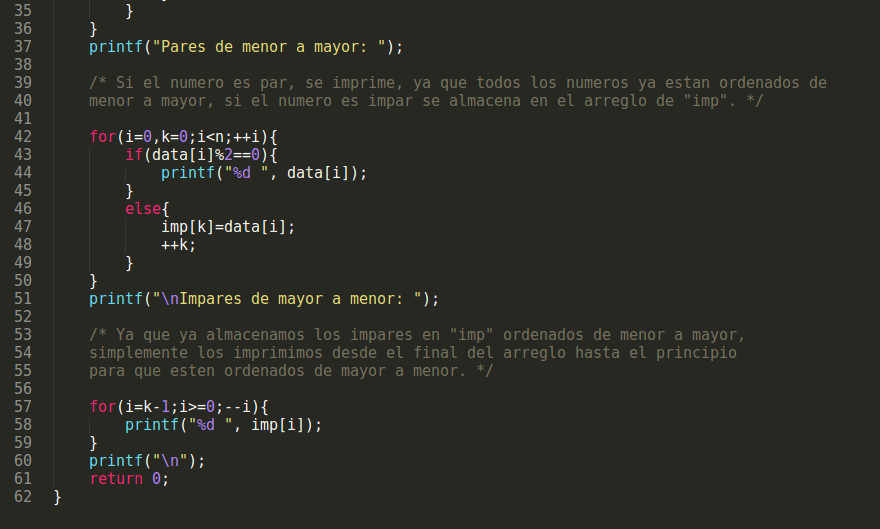 35 }
36 }
37 printf("Pares de menor a mayor: ");
38
39 /* Si el numero es par, se imprime, ya que todos los numeros ya estan ordenados de
40 menor a mayor, si el numero es impar se almacena en el arreglo de "imp". */
41
42 for(i=0,k=0;i<n;++i){
43 if(data[i]%2==0){
44 printf("%d ", data[i]);
45 }
46 else{
47 imp[k]=data[i];
48 ++k;
49 }
50 }
51 printf("\nImpares de mayor a menor: ");
52
53 /* Ya que ya almacenamos los impares en "imp" ordenados de menor a mayor,
54 simplemente los imprimimos desde el final del arreglo hasta el principio
55 para que esten ordenados de mayor a menor. */
56
57 for(i=k-1;i>=0;--i){
58 printf("%d ", imp[i]);
59 }
60 printf("\n");
61 return 0;
62 }